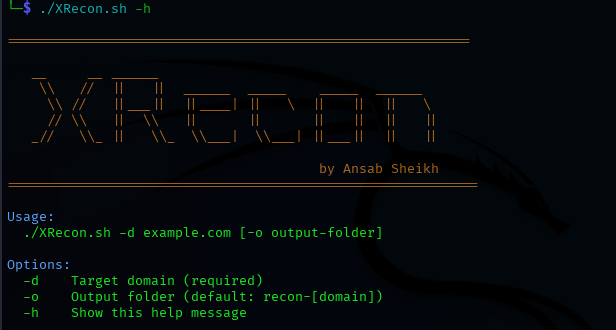 └─$ ./XRecon.sh -h
XRecon
by Ansab Sheikh
Usage:
./XRecon.sh -d example.com [-o output-folder]
Options:
-d    Target domain (required)
-o    Output folder (default: recon-[domain])
-h    Show this help message